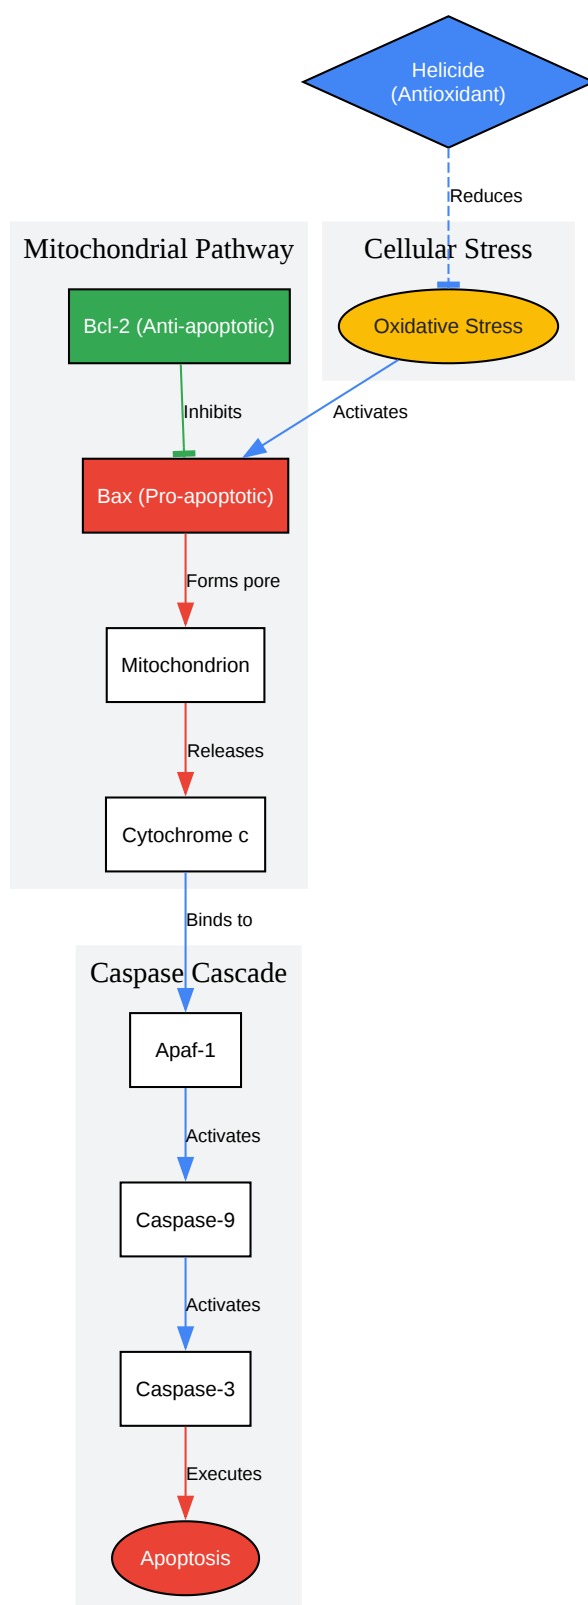 Helicide
(Antioxidant)
Reduces
Mitochondrial Pathway
Cellular Stress
Bcl-2 (Anti-apoptotic)
Oxidative Stress
Inhibits
Activates
Bax (Pro-apoptotic)
Forms pore
Mitochondrion
Releases
Cytochrome c
Binds to
Caspase Cascade
Apaf-1
Activates
Caspase-9
Activates
Caspase-3
Executes
Apoptosis